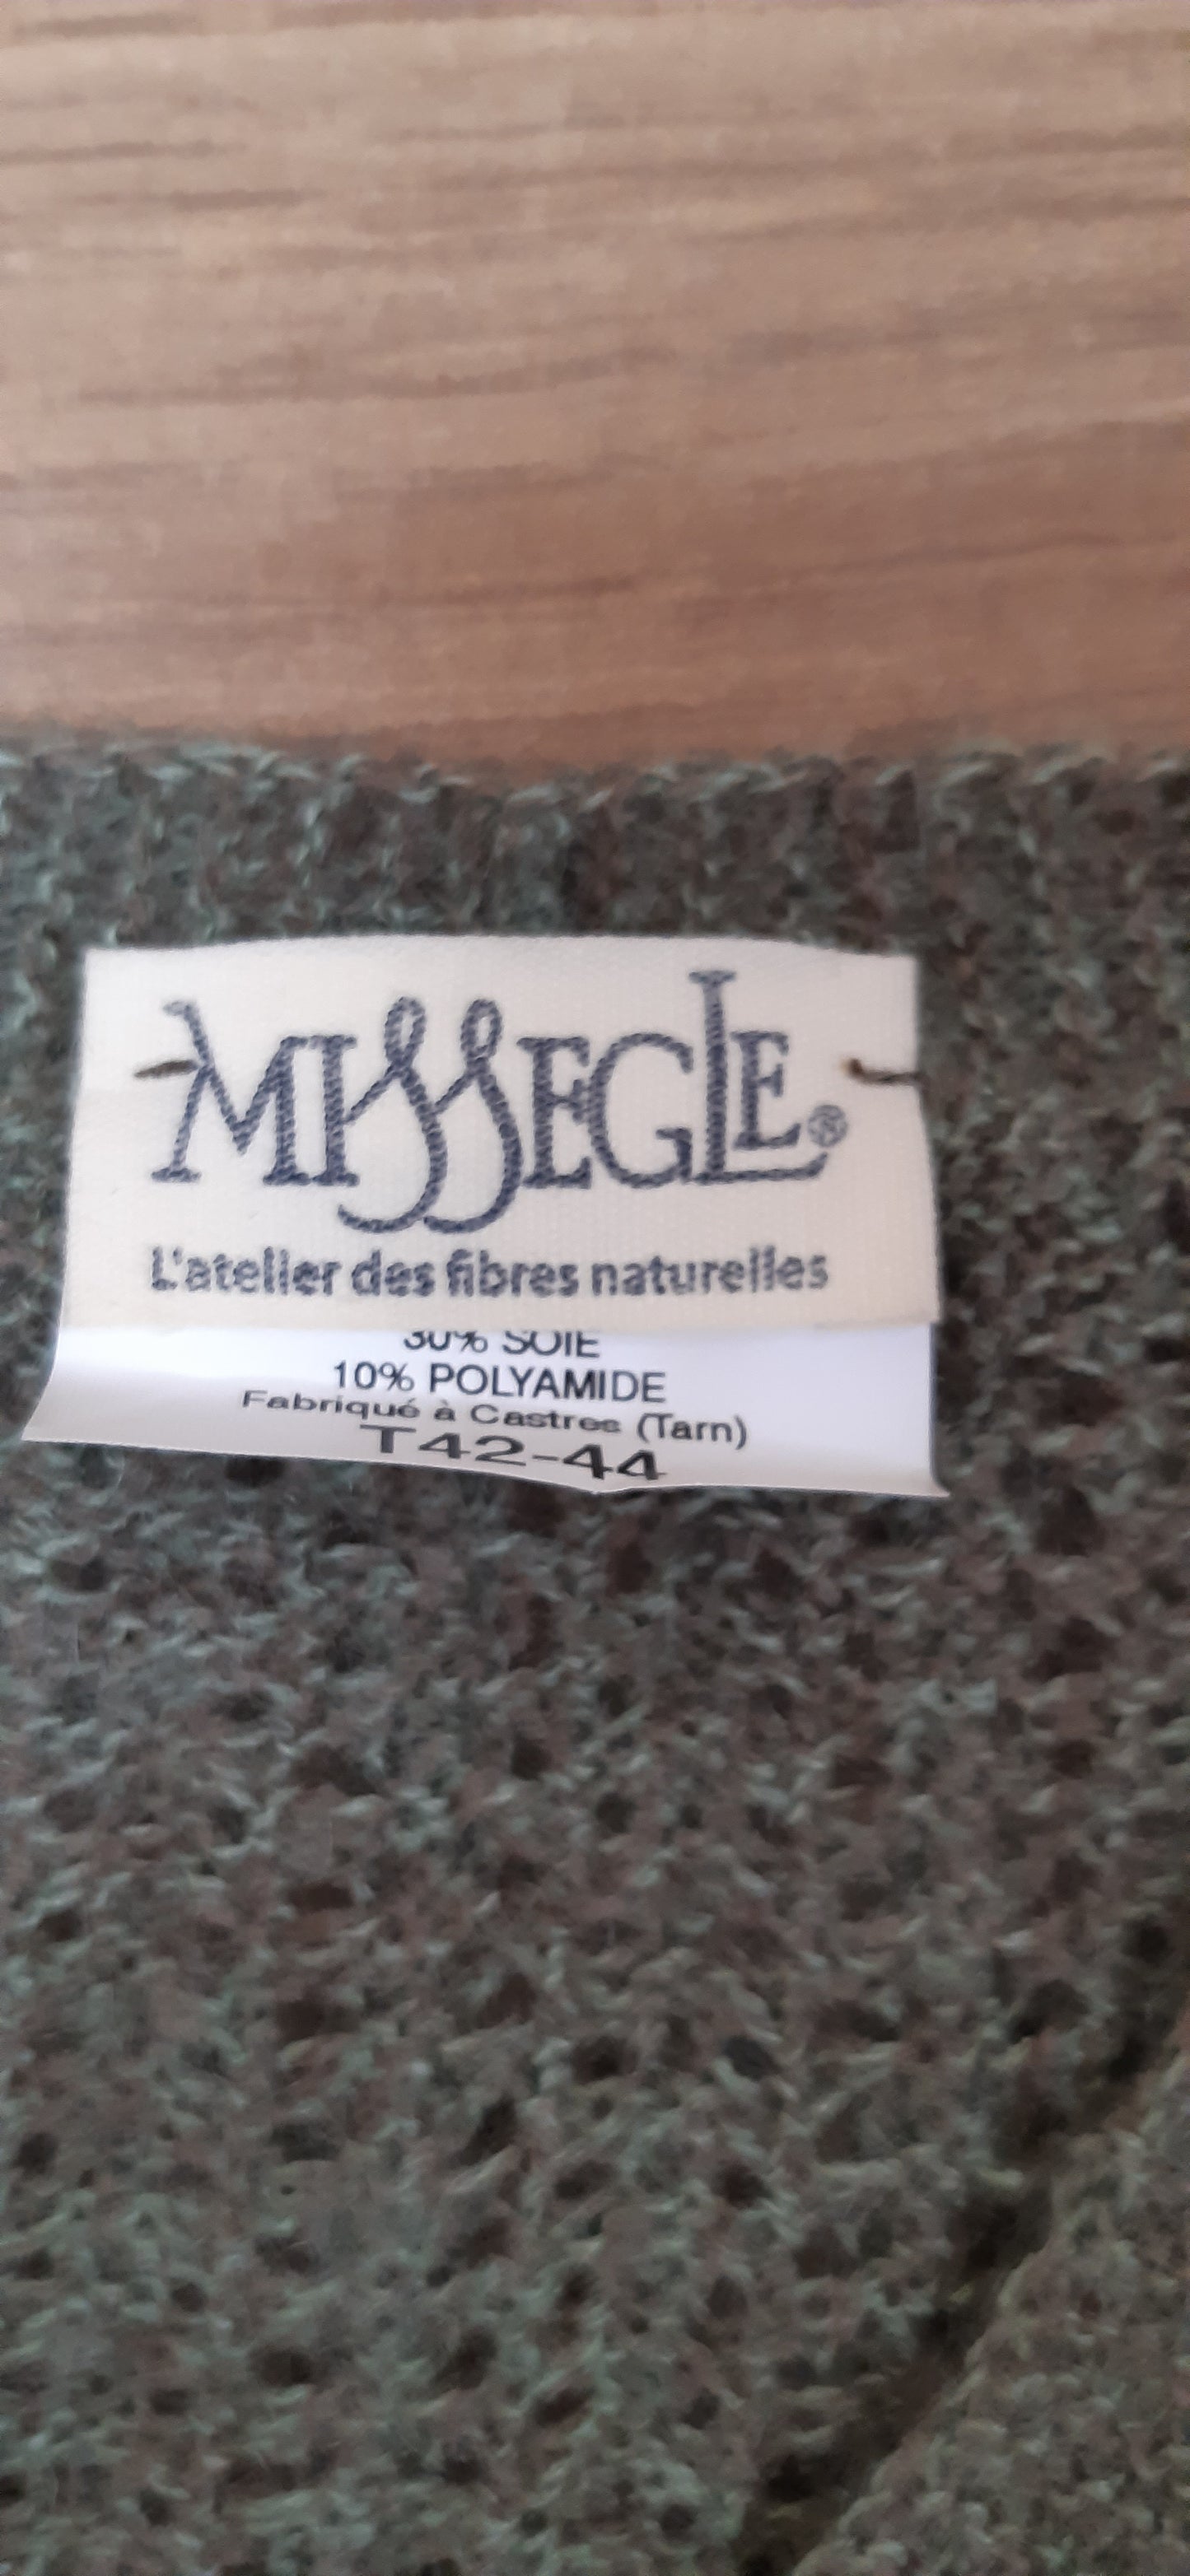 MISSEGLE®
L'atelier des fibres naturelles
30% SOIE
10% POLYAMIDE
Fabriqué à Castres (Tarn)
T42-44